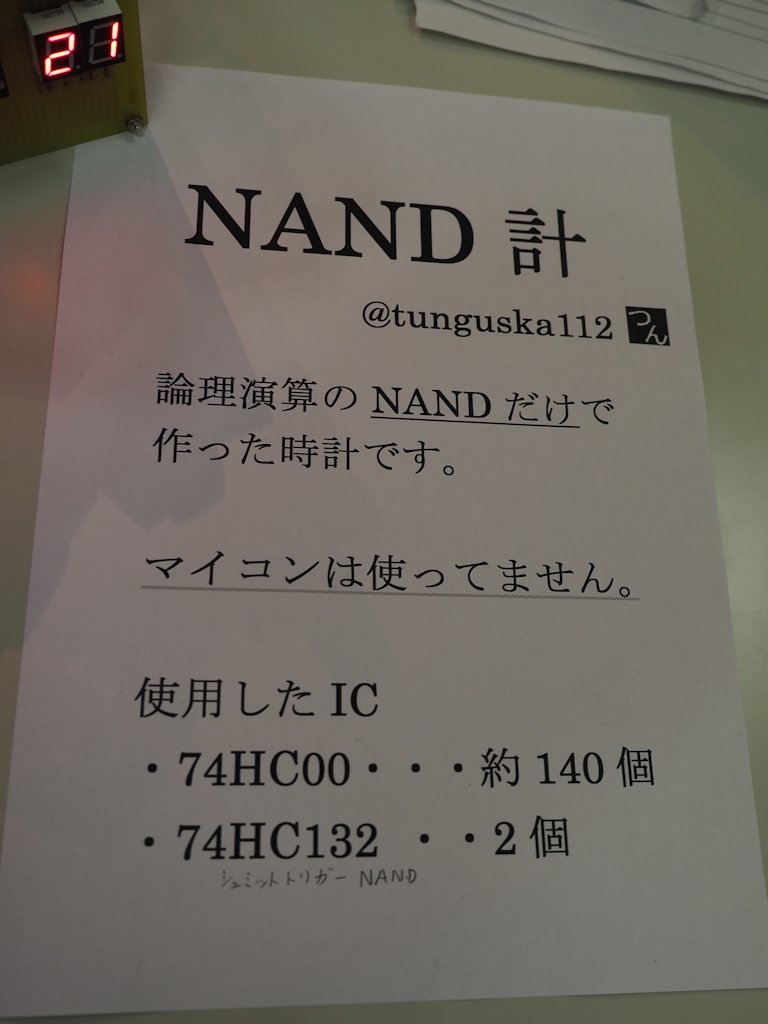 21
NAND 計
@tunguska112 つん
論理演算の NAND だけで
作った時計です。
マイコンは使ってません。
使用した IC
・74HC00・・・約 140 個
・74HC132 ・・2 個
シュミットトリガー NAND